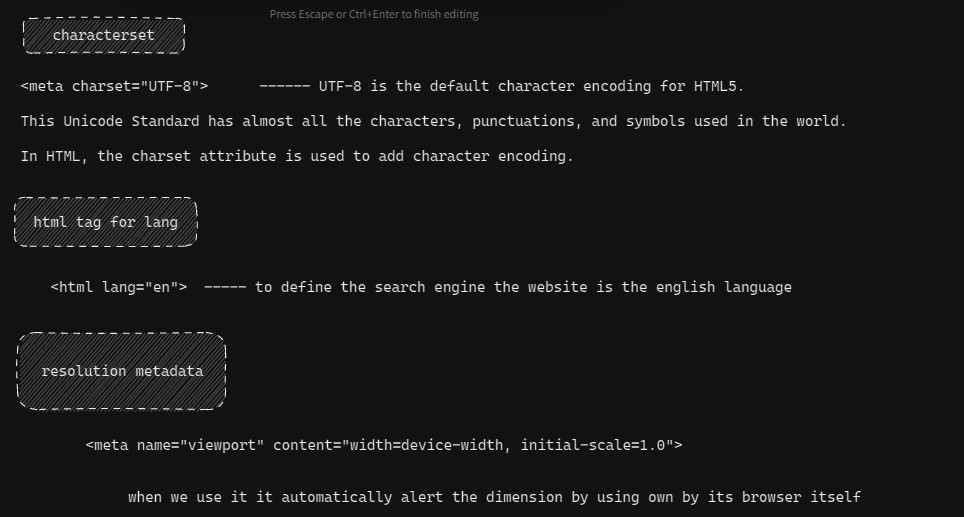 Press Escape or Ctrl+Enter to finish editing
characterset
<meta charset="UTF-8"> ------ UTF-8 is the default character encoding for HTML5.
This Unicode Standard has almost all the characters, punctuations, and symbols used in the world.
In HTML, the charset attribute is used to add character encoding.
html tag for lang
<html lang="en"> ----- to define the search engine the website is the english language
resolution metadata
<meta name="viewport" content="width=device-width, initial-scale=1.0">
when we use it it automatically alert the dimension by using own by its browser itself